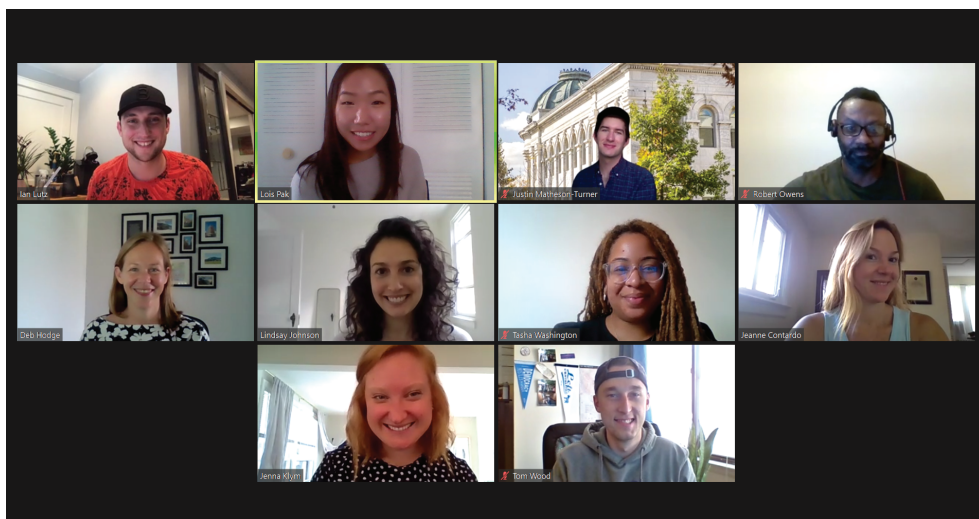 Ian Lutz
Lois Pak
Justin Matheson-Turner
Robert Owens
Deb Hodge
Lindsay Johnson
Tasha Washington
Jeanne Contardo
Jenna Klym
Tom Wood